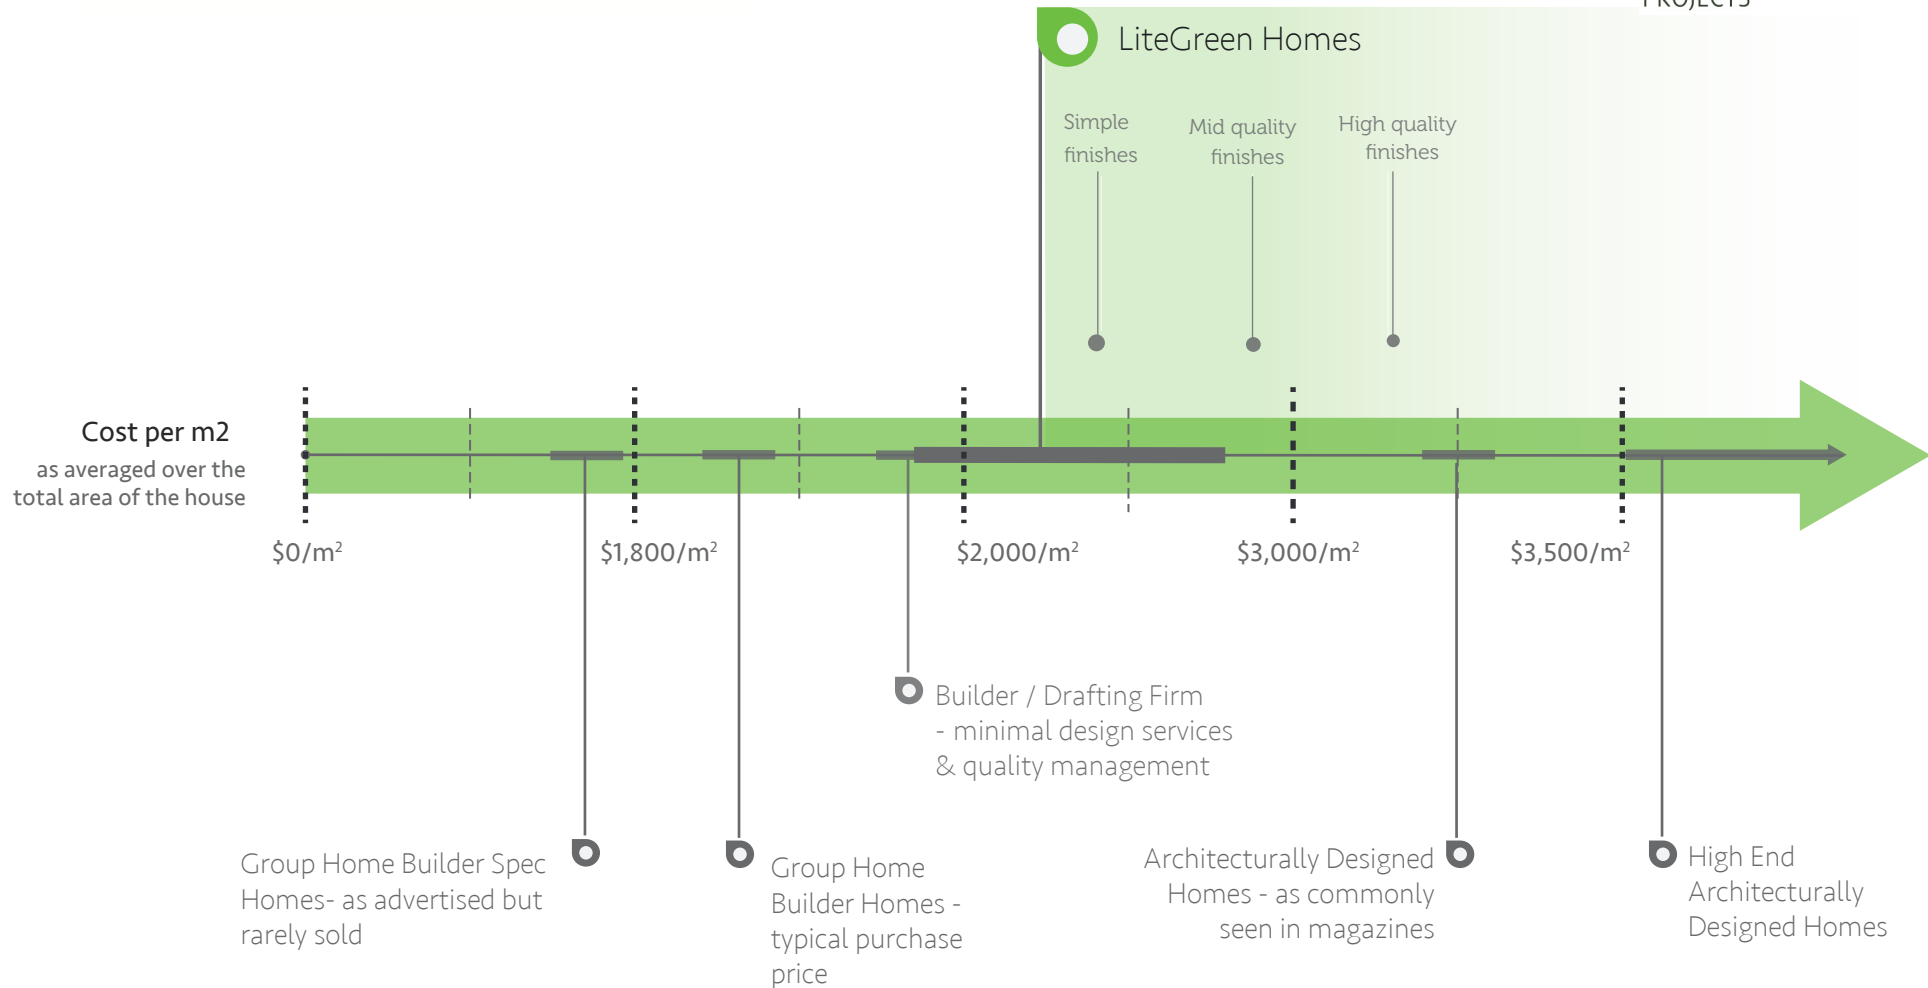 PROJECTS
LiteGreen Homes
Simple
finishes
Mid quality
finishes
High quality
finishes
Cost per m2
as averaged over the
total area of the house
$0/m²
$1,800/m²
$2,000/m²
$3,000/m²
$3,500/m²
Builder / Drafting Firm
- minimal design services
& quality management
Group Home Builder Spec
Homes- as advertised but
rarely sold
Group Home
Builder Homes -
typical purchase
price
Architecturally Designed
Homes - as commonly
seen in magazines
High End
Architecturally
Designed Homes